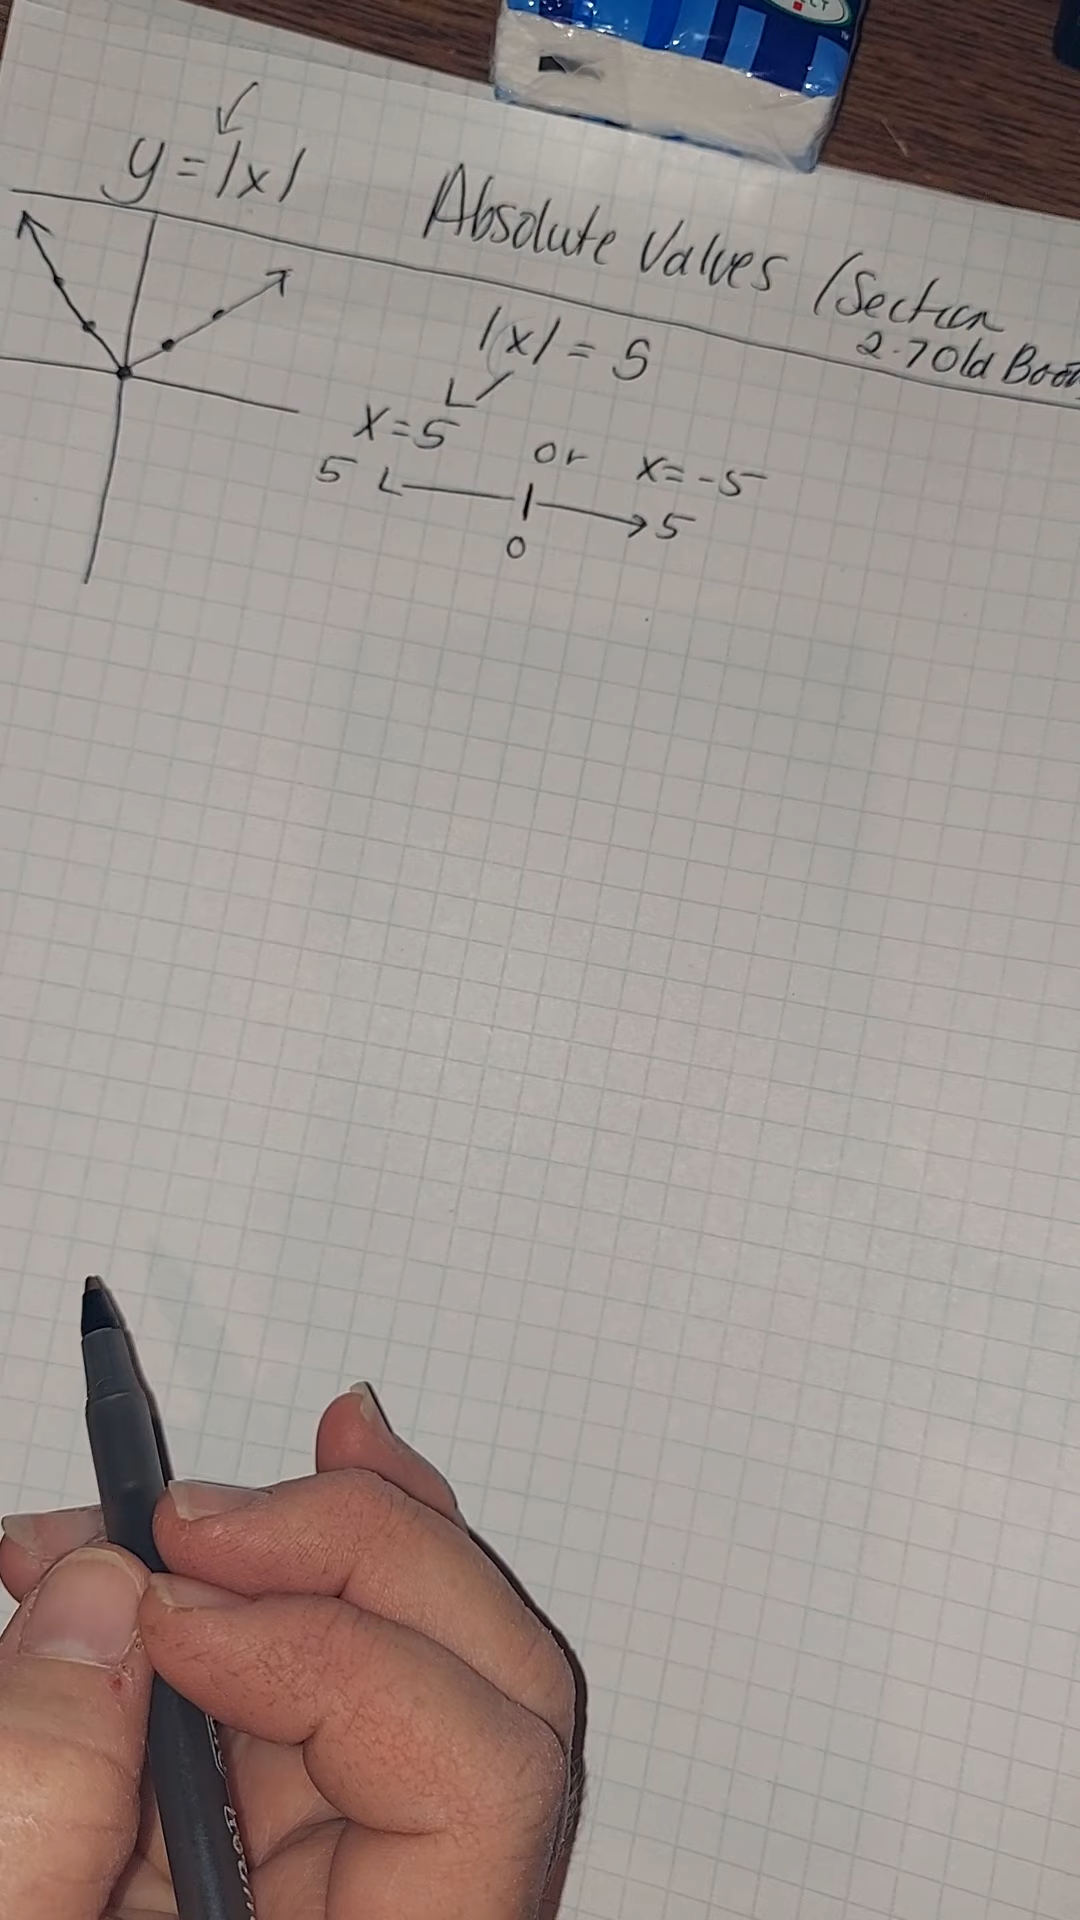 y = |x|
Absolute Values (Section
2.7 Old Book
|x| = 5
x = 5 or x = -5
5 5
0